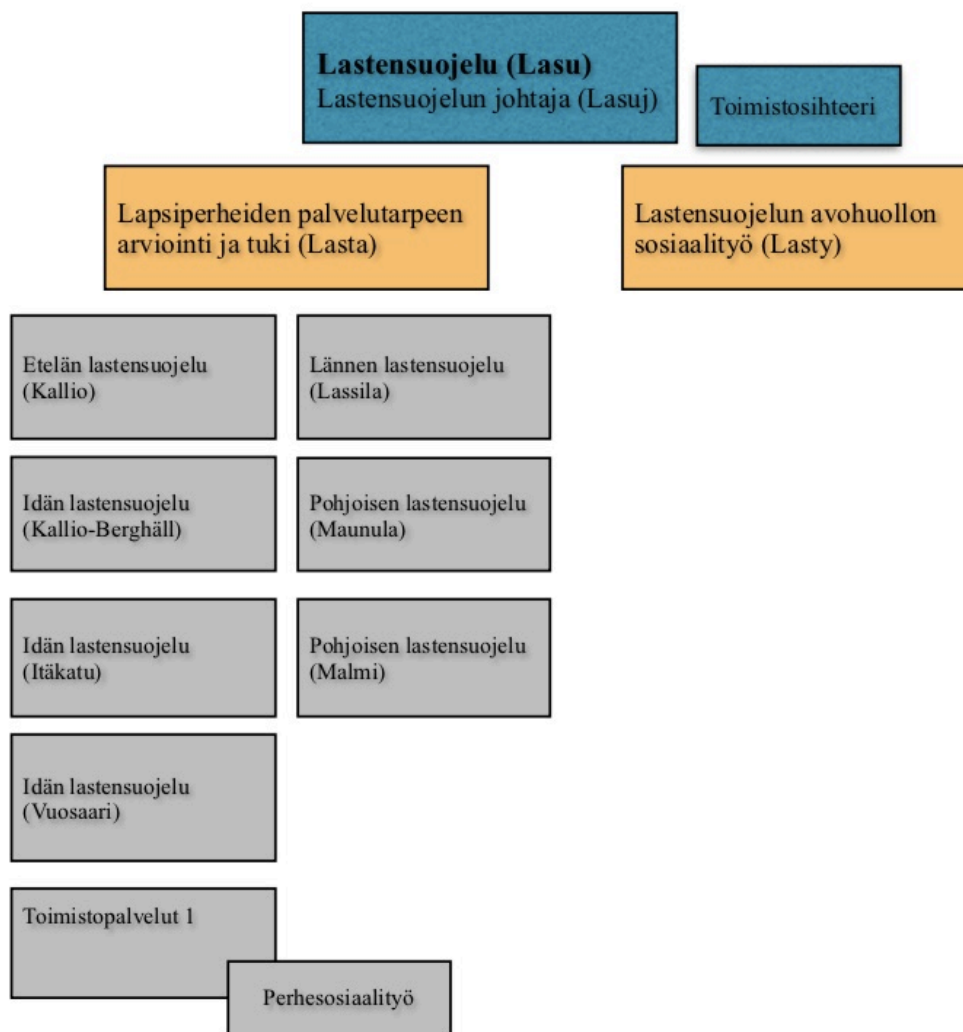 Lastensuojelu (Lasu)
Lastensuojelun johtaja (Lasuj)
Toimistosihteeri
Lapsiperheiden palvelutarpeen
arviointi ja tuki (Lasta)
Lastensuojelun avohuollon
sosiaalityö (Lasty)
Etelän lastensuojelu
(Kallio)
Lännen lastensuojelu
(Lassila)
Idän lastensuojelu
(Kallio-Berghäll)
Pohjoisen lastensuojelu
(Maunula)
Idän lastensuojelu
(Itäkatu)
Pohjoisen lastensuojelu
(Malmi)
Idän lastensuojelu
(Vuosaari)
Toimistopalvelut 1
Perhesosiaalityö